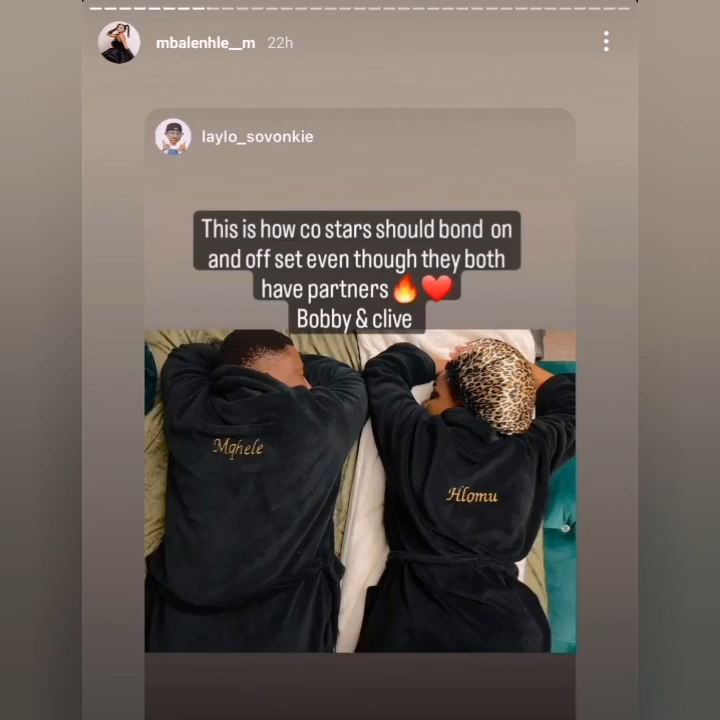 mbalenhle__m 22h
laylo_sovonkie
This is how co stars should bond on
and off set even though they both
have partners 🔥❤️
Bobby & clive
Mqhele
Hlomu